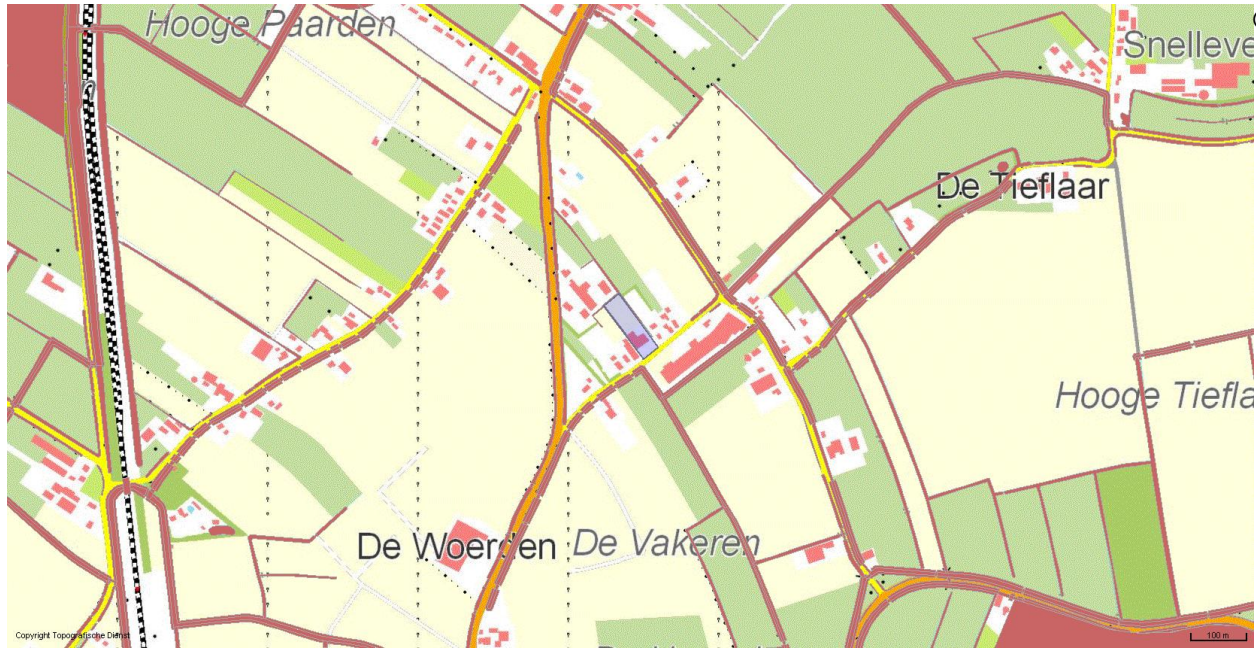 Hooge Paarden
Snelleve
De Tieflaar
Hooge Tiefla
De Woerden
De Vakeren
Copyright Topografische Dienst
100 m